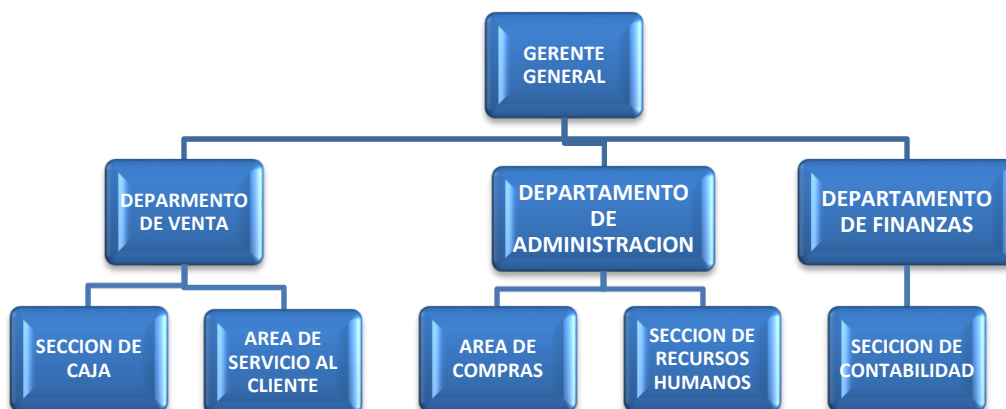 GERENTE
GENERAL
DEPARMENTO
DE VENTA
DEPARTAMENTO
DE
ADMINISTRACION
DEPARTAMENTO
DE FINANZAS
SECCION DE
CAJA
AREA DE
SERVICIO AL
CLIENTE
AREA DE
COMPRAS
SECCION DE
RECURSOS
HUMANOS
SECICION DE
CONTABILIDAD